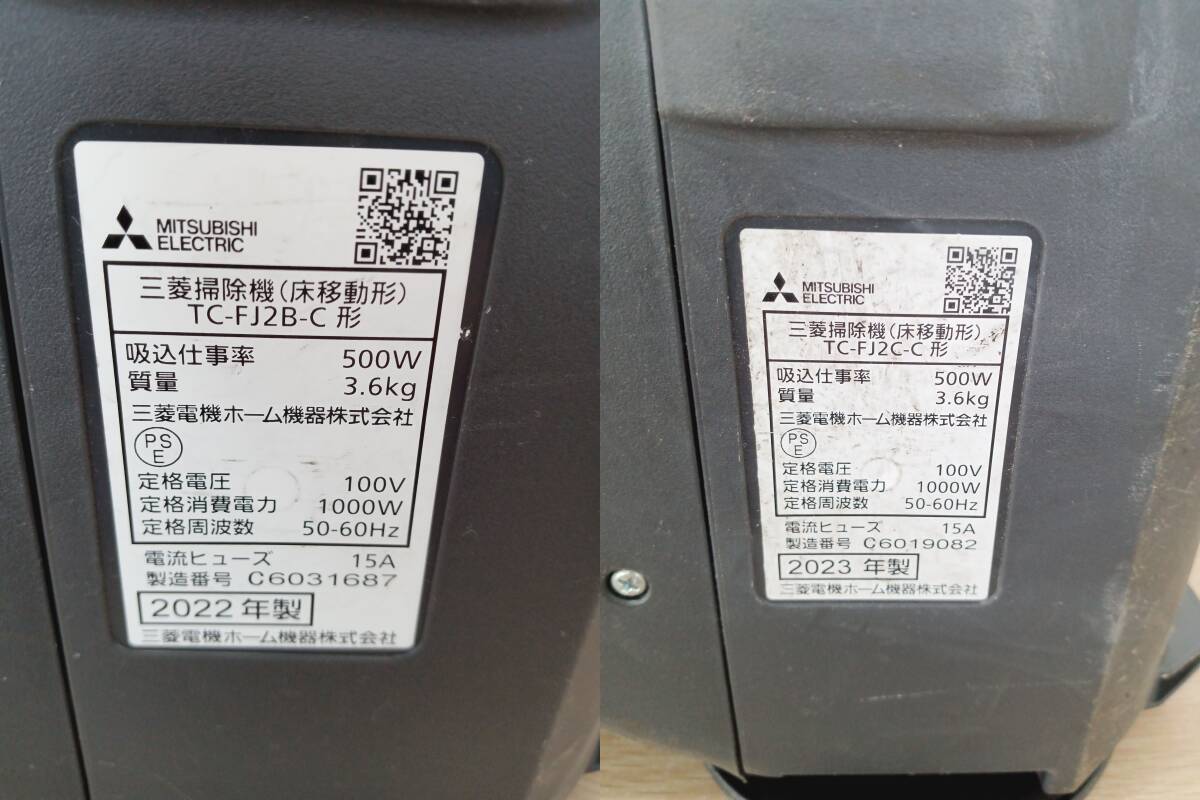 MITSUBISHI
ELECTRIC
三菱掃除機(床移動形)
TC-FJ2B-C 形
吸込仕事率 500W
質量 3.6kg
三菱電機ホーム機器株式会社
PS
E
定格電圧 100V
定格消費電力 1000W
定格周波数 50-60Hz
電流ヒューズ 15A
製造番号 C6031687
2022 年製
三菱電機ホーム機器株式会社
MITSUBISHI
ELECTRIC
三菱掃除機(床移動形)
TC-FJ2C-C 形
吸込仕事率 500W
質量 3.6kg
三菱電機ホーム機器株式会社
PS
E
定格電圧 100V
定格消費電力 1000W
定格周波数 50-60Hz
電流ヒューズ 15A
製造番号 C6019082
2023 年製
三菱電機ホーム機器株式会社